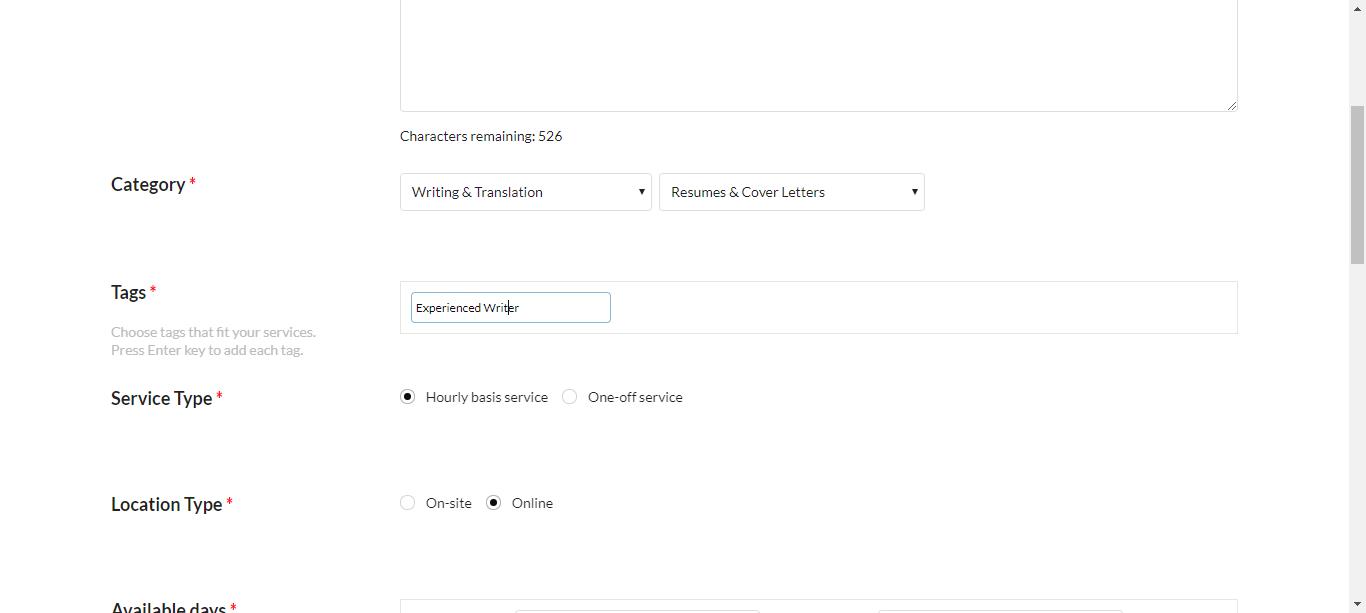 Characters remaining: 526
Category *
Writing & Translation
Resumes & Cover Letters
Tags *
Experienced Writer
Choose tags that fit your services.
Press Enter key to add each tag.
Service Type *
Hourly basis service
One-off service
Location Type *
On-site
Online
Available days *